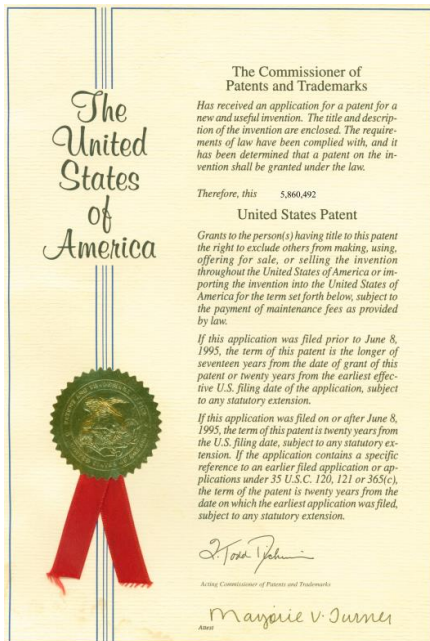 The
United
States
of
America
The Commissioner of
Patents and Trademarks
Has received an application for a patent for a
new and useful invention. The title and descrip-
tion of the invention are enclosed. The require-
ments of law have been complied with, and it
has been determined that a patent on the in-
vention shall be granted under the law.
Therefore, this 5,860,492
United States Patent
Grants to the person(s) having title to this patent
the right to exclude others from making, using,
offering for sale, or selling the invention
throughout the United States of America or im-
porting the invention into the United States of
America for the term set forth below, subject to
the payment of maintenance fees as provided
by law.
If this application was filed prior to June 8,
1995, the term of this patent is the longer of
seventeen years from the date of grant of this
patent or twenty years from the earliest effec-
tive U.S. filing date of the application, subject
to any statutory extension.
If this application was filed on or after June 8,
1995, the term of this patent is twenty years from
the U.S. filing date, subject to any statutory ex-
tension. If the application contains a specific
reference to an earlier filed application or ap-
plications under 35 U.S.C. 120, 121 or 365(c),
the term of the patent is twenty years from the
date on which the earliest application was filed,
subject to any statutory extension.
Q. Todd Dickinson
Acting Commissioner of Patents and Trademarks
Marjorie V. Turner
Attest